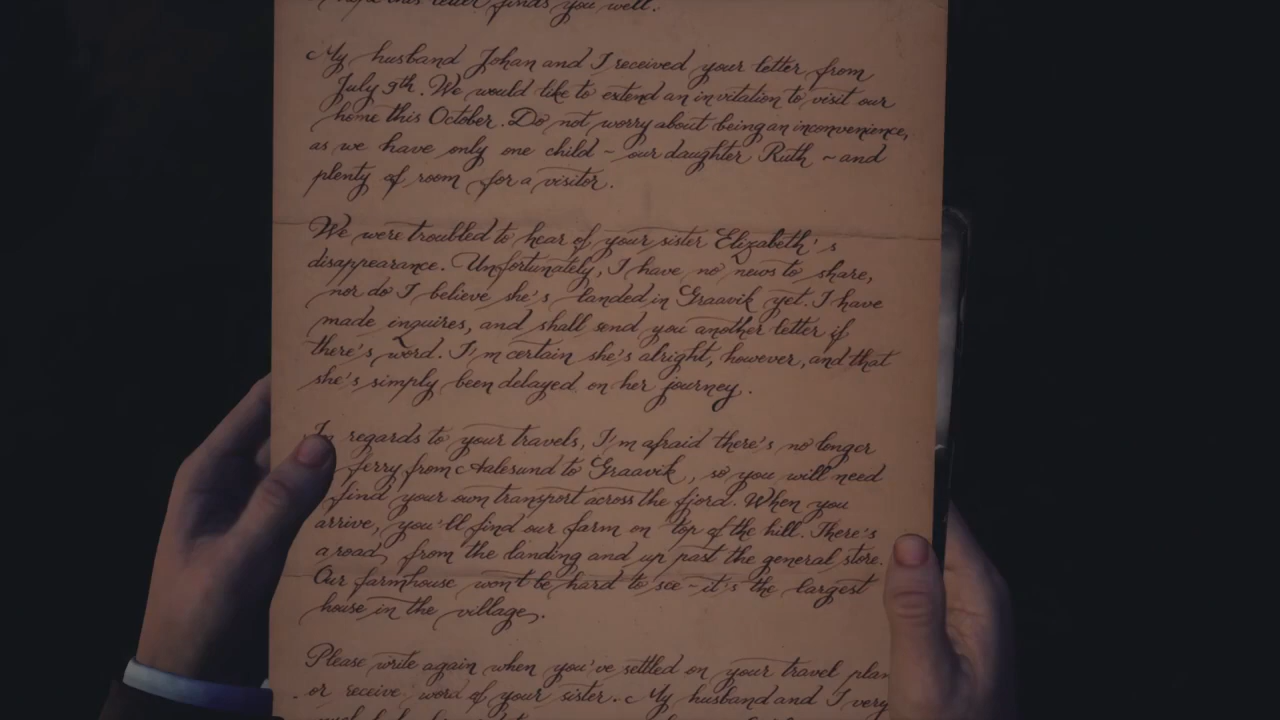 hope this letter finds you well.
My husband Johan and I received your letter from
July 9th. We would like to extend an invitation to visit our
home this October. Do not worry about being an inconvenience,
as we have only one child ~ our daughter Ruth ~ and
plenty of room for a visitor.
We were troubled to hear of your sister Elizabeth's
disappearance. Unfortunately, I have no news to share,
nor do I believe she's landed in Graavik yet. I have
made inquires, and shall send you another letter if
there's word. I'm certain she's alright, however, and that
she's simply been delayed on her journey.
In regards to your travels, I'm afraid there's no longer
ferry from Aalesund to Graavik, so you will need
find your own transport across the fjord. When you
arrive, you'll find our farm on top of the hill. There's
a road from the landing and up past the general store.
Our farmhouse won't be hard to see ~ it's the largest
house in the village.
Please write again when you've settled on your travel plan
or receive word of your sister. My husband and I very